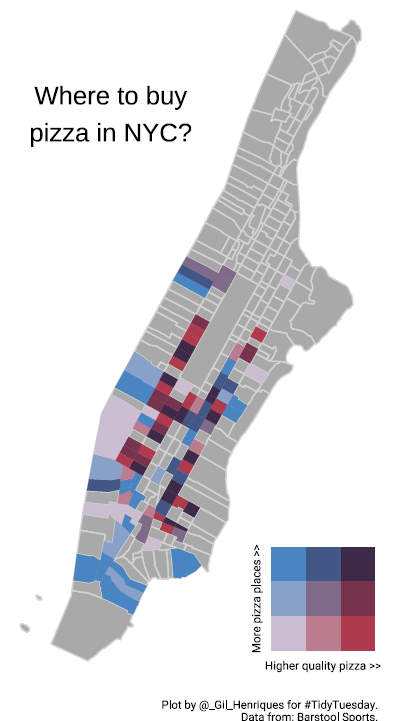 Where to buy
pizza in NYC?
More pizza places >>
Higher quality pizza >>
Plot by @_Gil_Henriques for #TidyTuesday.
Data from: Barstool Sports.